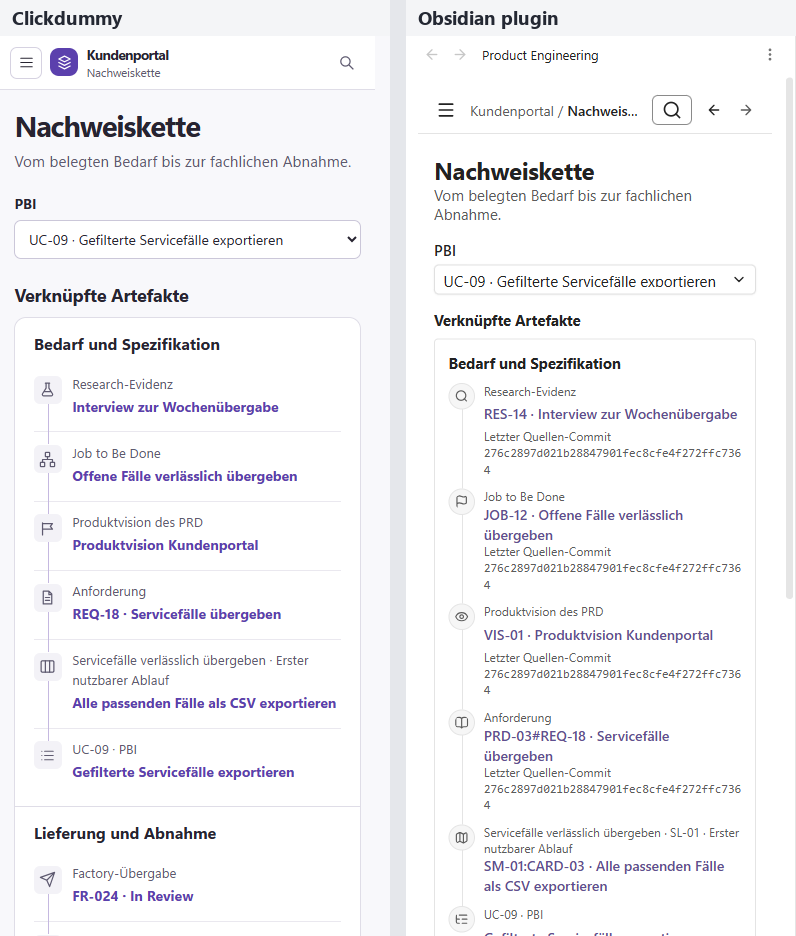 Clickdummy
Kundenportal
Nachweiskette
Nachweiskette
Vom belegten Bedarf bis zur fachlichen Abnahme.
PBI
UC-09 · Gefilterte Servicefälle exportieren
Verknüpfte Artefakte
Bedarf und Spezifikation
Research-Evidenz
Interview zur Wochenübergabe
Job to Be Done
Offene Fälle verlässlich übergeben
Produktvision des PRD
Produktvision Kundenportal
Anforderung
REQ-18 · Servicefälle übergeben
Servicefälle verlässlich übergeben · Erster
nutzbarer Ablauf
Alle passenden Fälle als CSV exportieren
UC-09 · PBI
Gefilterte Servicefälle exportieren
Lieferung und Abnahme
Factory-Übergabe
FR-024 · In Review
Obsidian plugin
Product Engineering
Kundenportal / Nachweis...
Nachweiskette
Vom belegten Bedarf bis zur fachlichen
Abnahme.
PBI
UC-09 · Gefilterte Servicefälle exportieren
Verknüpfte Artefakte
Bedarf und Spezifikation
Research-Evidenz
RES-14 · Interview zur Wochenübergabe
Letzter Quellen-Commit
276c2897d021b28847901fec8cfe4f272ffc736
4
Job to Be Done
JOB-12 · Offene Fälle verlässlich
übergeben
Letzter Quellen-Commit
276c2897d021b28847901fec8cfe4f272ffc736
4
Produktvision des PRD
VIS-01 · Produktvision Kundenportal
Letzter Quellen-Commit
276c2897d021b28847901fec8cfe4f272ffc736
4
Anforderung
PRD-03#REQ-18 · Servicefälle
übergeben
Letzter Quellen-Commit
276c2897d021b28847901fec8cfe4f272ffc736
4
Servicefälle verlässlich übergeben · SL-01 · Erster
nutzbarer Ablauf
SM-01:CARD-03 · Alle passenden Fälle
als CSV exportieren
UC-09 · PBI
Gefilterte Servicefälle exportieren